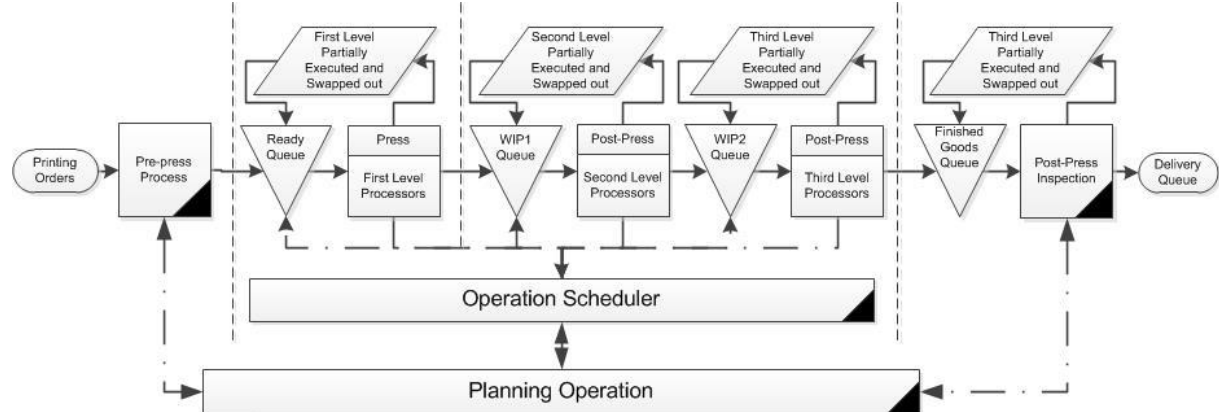 First Level
Partially
Executed and
Swapped out
Second Level
Partially
Executed and
Swapped out
Third Level
Partially
Executed and
Swapped out
Third Level
Partially
Executed and
Swapped out
Printing
Orders
Pre-press
Process
Ready
Queue
Press
First Level
Processors
WIP1
Queue
Post-Press
Second Level
Processors
WIP2
Queue
Post-Press
Third Level
Processors
Finished
Goods
Queue
Post-Press
Inspection
Delivery
Queue
Operation Scheduler
Planning Operation